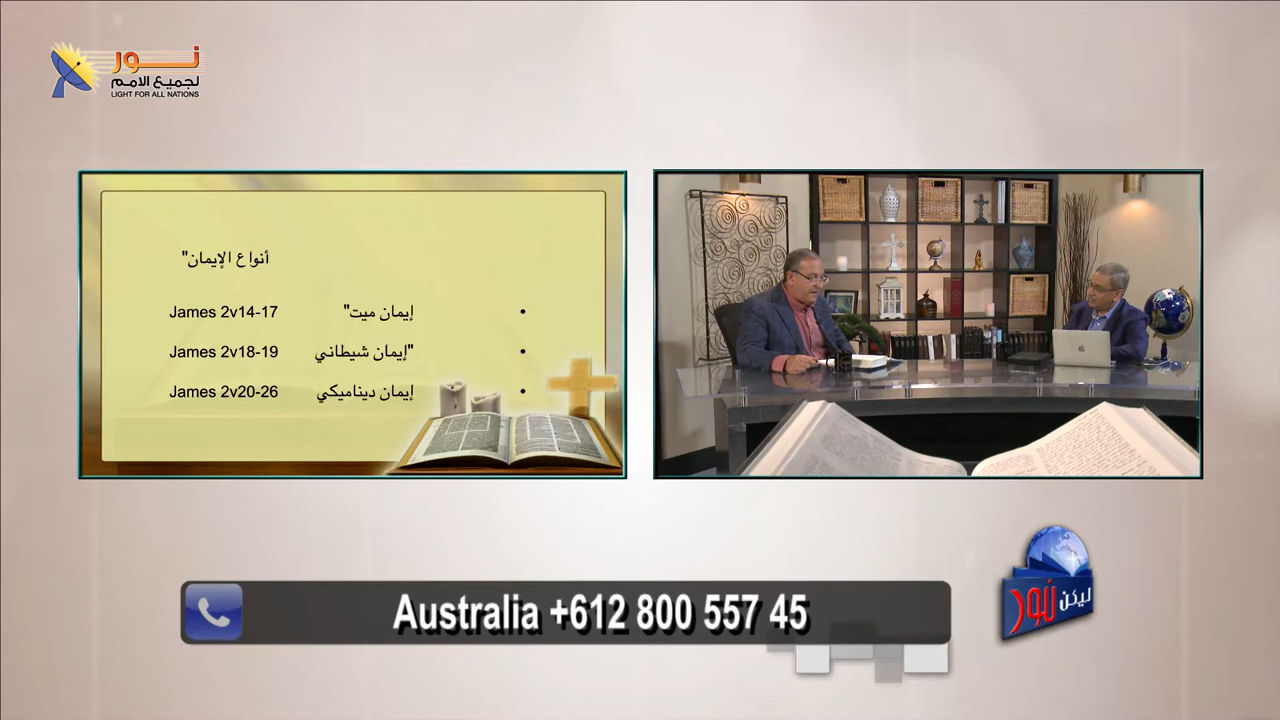 نور
لجميع الامم
LIGHT FOR ALL NATIONS
أنواع الإيمان"
• إيمان ميت" James 2v14-17
• "إيمان شيطاني James 2v18-19
• إيمان ديناميكي James 2v20-26
Australia +612 800 557 45
ليكن نور